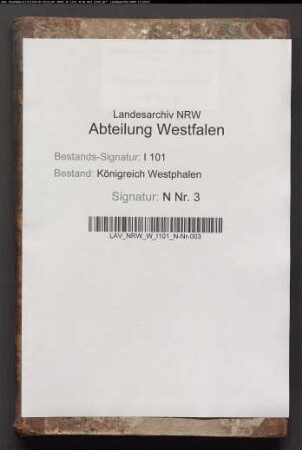 Landesarchiv NRW
Abteilung Westfalen
Bestands-Signatur: I 101
Bestand: Königreich Westphalen
Signatur: N Nr. 3
LAV_NRW_W_I101_N-Nr-003